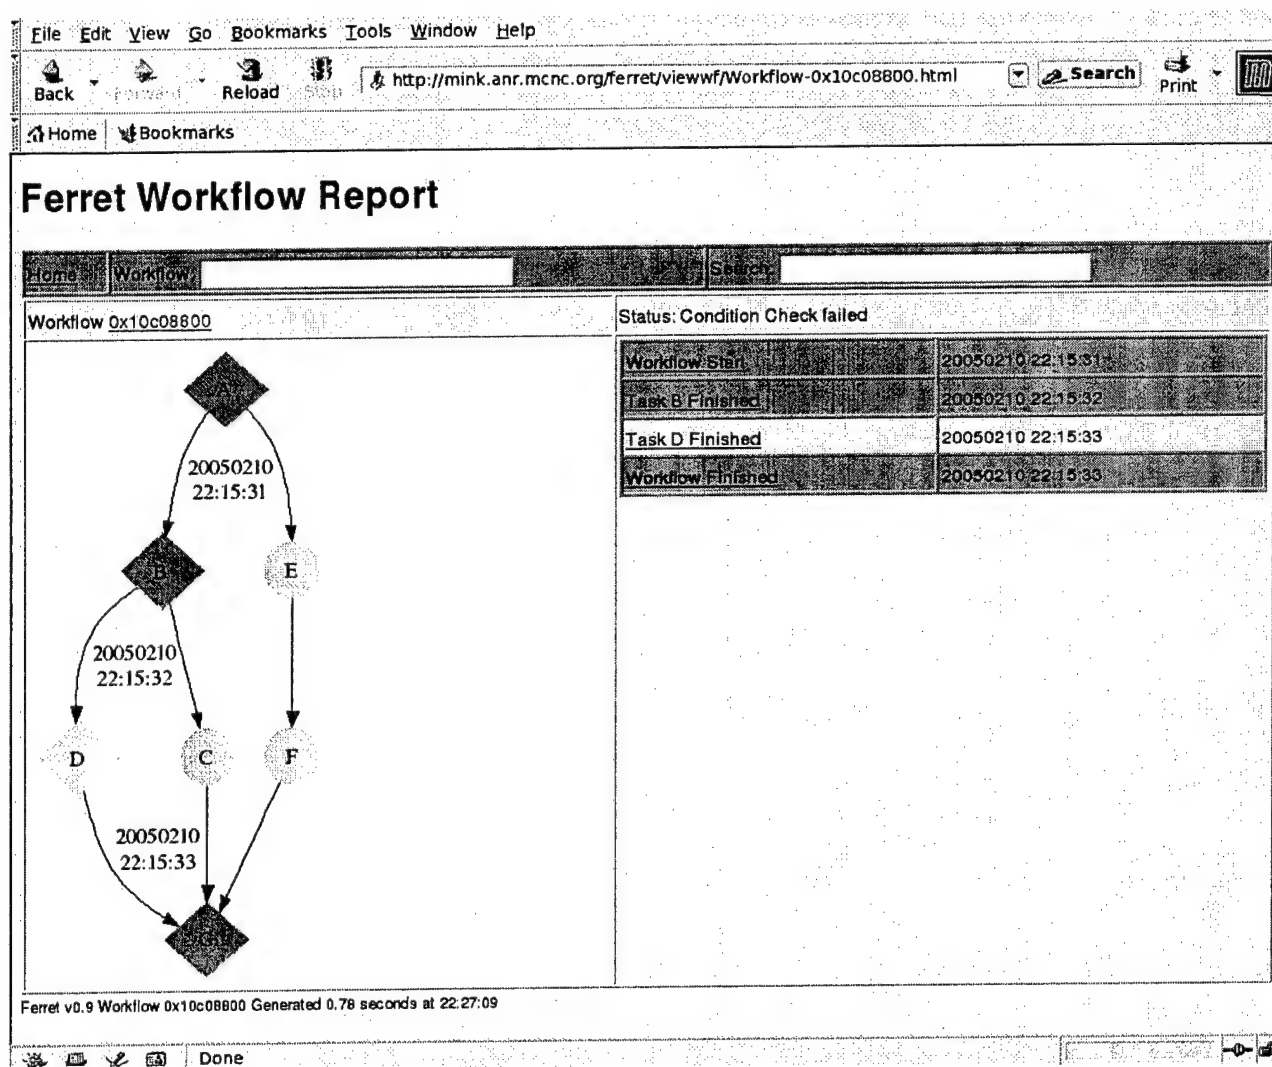 File Edit View Go Bookmarks Tools Window Help
Back Forward Reload Stop http://mink.anr.mcnc.org/ferret/viewwf/Workflow-0x10c08800.html Search Print
Home Bookmarks
Ferret Workflow Report
Home Workflow: Search:
Workflow 0x10c08800
Status: Condition Check failed
Workflow Start 20050210 22:15:31
Task B Finished 20050210 22:15:32
Task D Finished 20050210 22:15:33
Workflow Finished 20050210 22:15:33
A
20050210
22:15:31
B E
20050210
22:15:32
D C F
20050210
22:15:33
Ferret v0.9 Workflow 0x10c08800 Generated 0.78 seconds at 22:27:09
Done